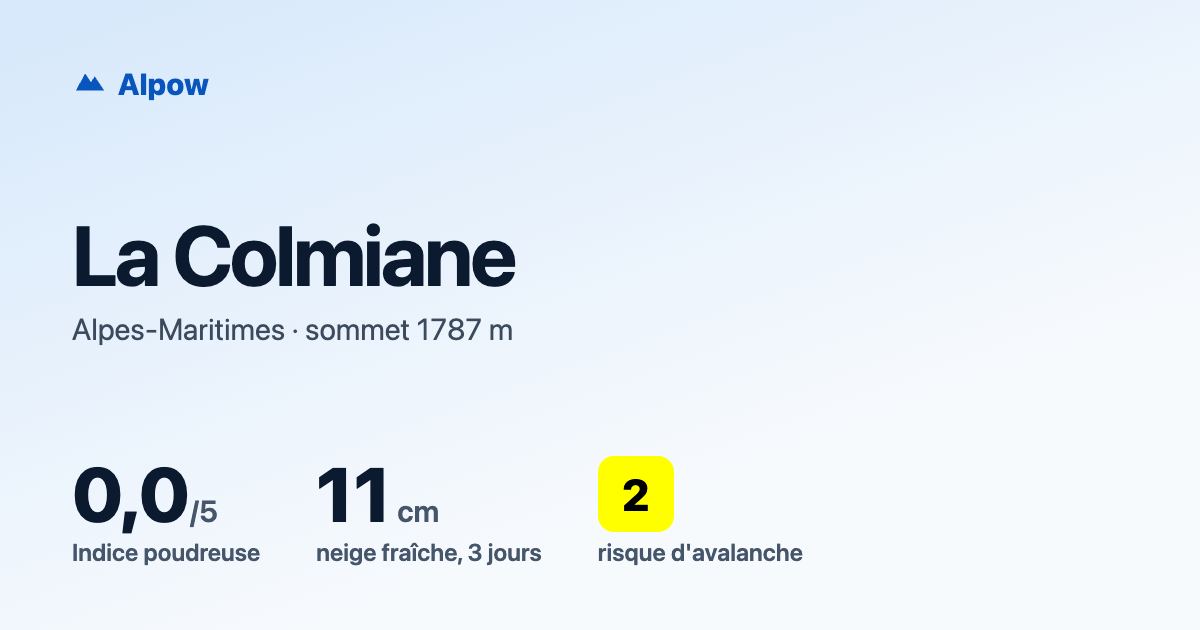 Alpow
La Colmiane
Alpes-Maritimes · sommet 1787 m
0,0/5
Indice poudreuse
11 cm
neige fraîche, 3 jours
2
risque d'avalanche